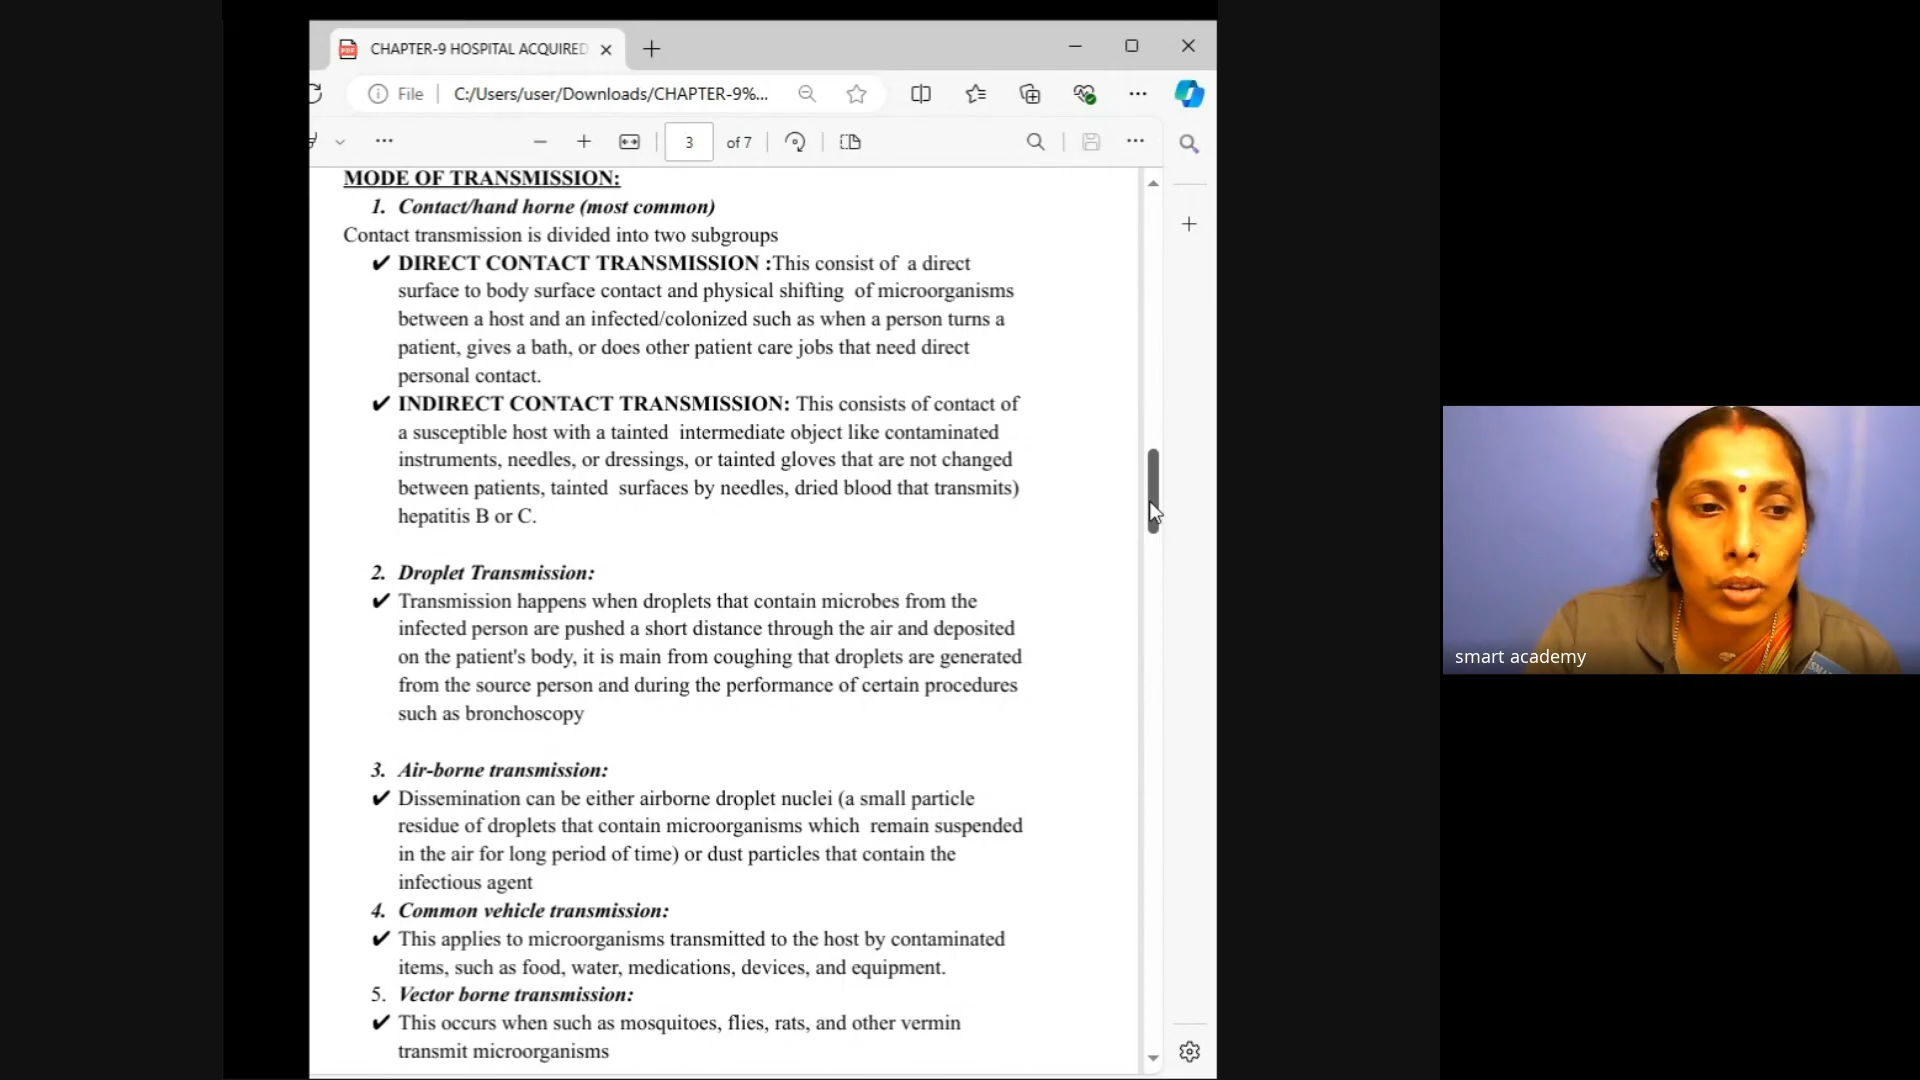 CHAPTER-9 HOSPITAL ACQUIRED
File
C:/Users/user/Downloads/CHAPTER-9%...
3 of 7
MODE OF TRANSMISSION:
1. Contact/hand horne (most common)
Contact transmission is divided into two subgroups
✔ DIRECT CONTACT TRANSMISSION :This consist of a direct
surface to body surface contact and physical shifting of microorganisms
between a host and an infected/colonized such as when a person turns a
patient, gives a bath, or does other patient care jobs that need direct
personal contact.
✔ INDIRECT CONTACT TRANSMISSION: This consists of contact of
a susceptible host with a tainted intermediate object like contaminated
instruments, needles, or dressings, or tainted gloves that are not changed
between patients, tainted surfaces by needles, dried blood that transmits)
hepatitis B or C.
2. Droplet Transmission:
✔ Transmission happens when droplets that contain microbes from the
infected person are pushed a short distance through the air and deposited
on the patient's body, it is main from coughing that droplets are generated
from the source person and during the performance of certain procedures
such as bronchoscopy
3. Air-borne transmission:
✔ Dissemination can be either airborne droplet nuclei (a small particle
residue of droplets that contain microorganisms which remain suspended
in the air for long period of time) or dust particles that contain the
infectious agent
4. Common vehicle transmission:
✔ This applies to microorganisms transmitted to the host by contaminated
items, such as food, water, medications, devices, and equipment.
5. Vector borne transmission:
✔ This occurs when such as mosquitoes, flies, rats, and other vermin
transmit microorganisms
smart academy